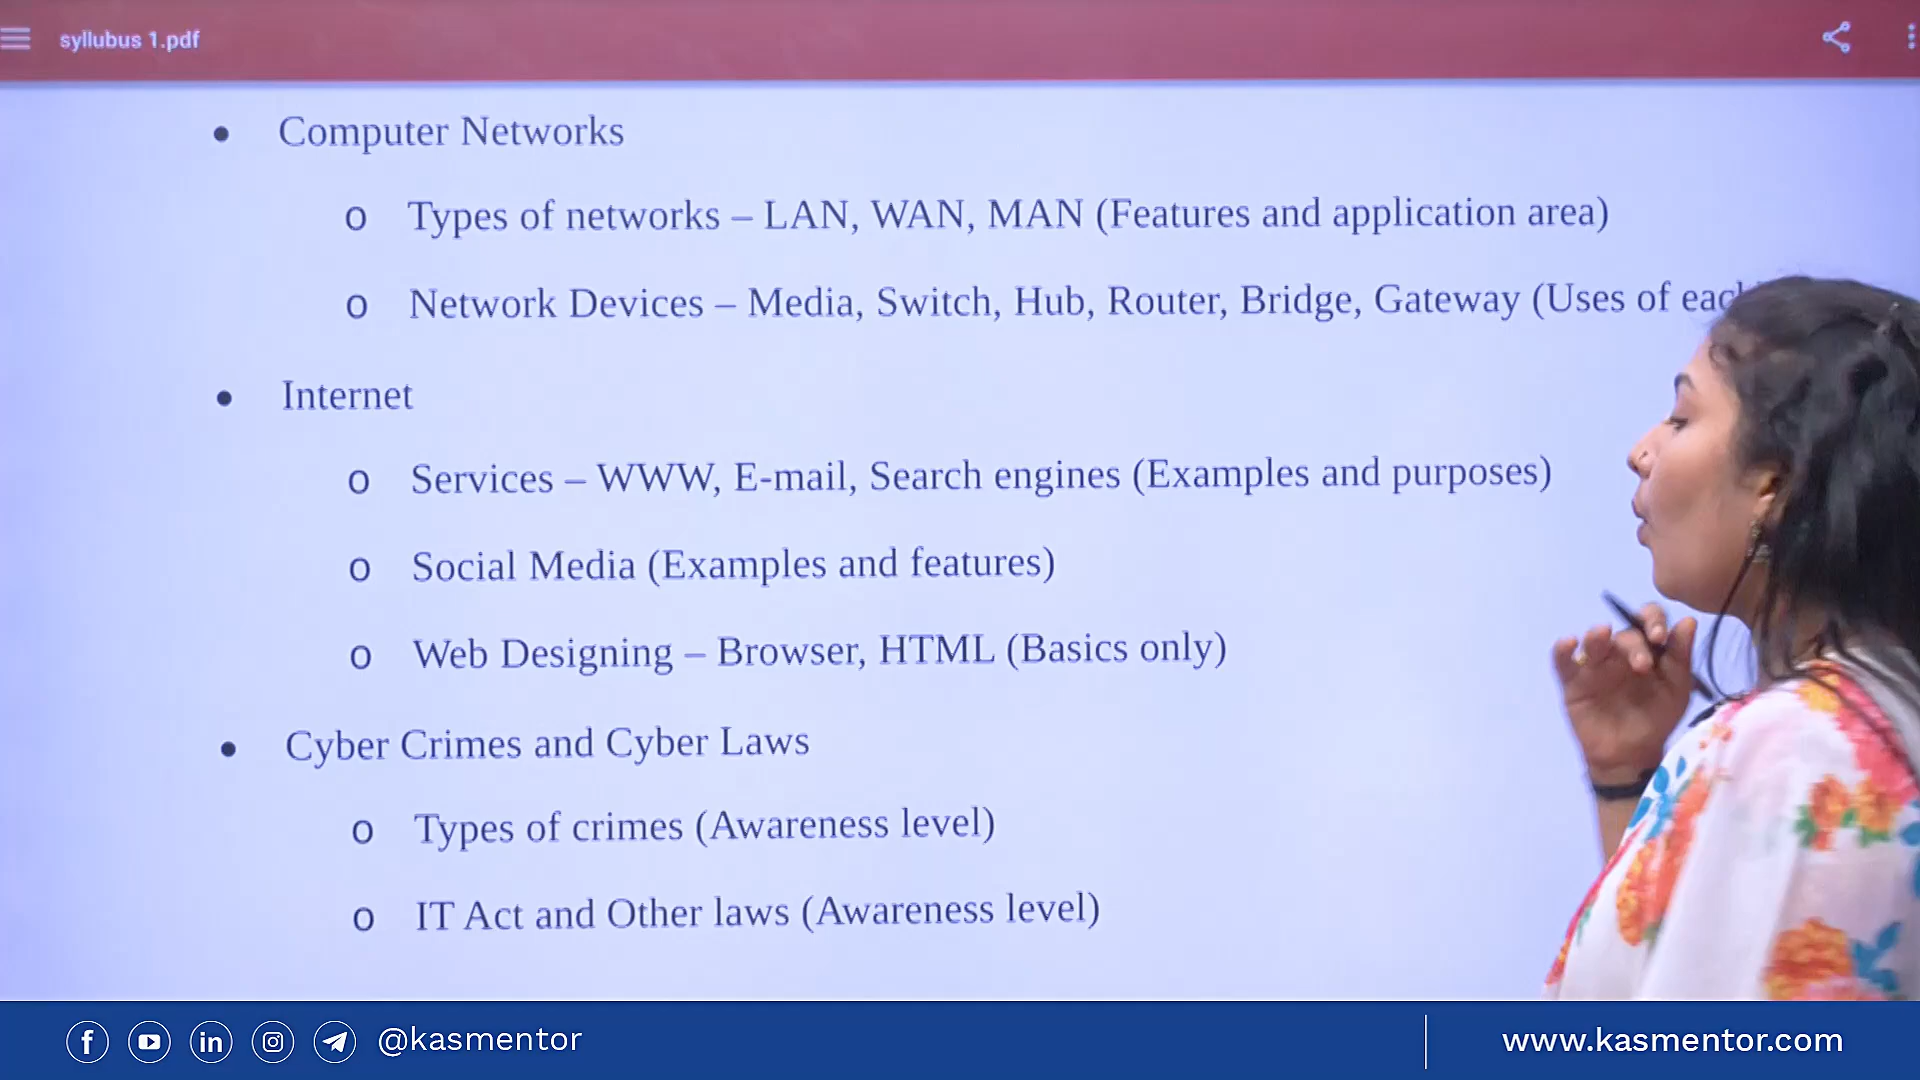 syllubus 1.pdf
• Computer Networks
o Types of networks – LAN, WAN, MAN (Features and application area)
o Network Devices – Media, Switch, Hub, Router, Bridge, Gateway (Uses of
• Internet
o Services – WWW, E-mail, Search engines (Examples and purposes)
o Social Media (Examples and features)
o Web Designing – Browser, HTML (Basics only)
• Cyber Crimes and Cyber Laws
o Types of crimes (Awareness level)
o IT Act and Other laws (Awareness level)
@kasmentor
www.kasmentor.com